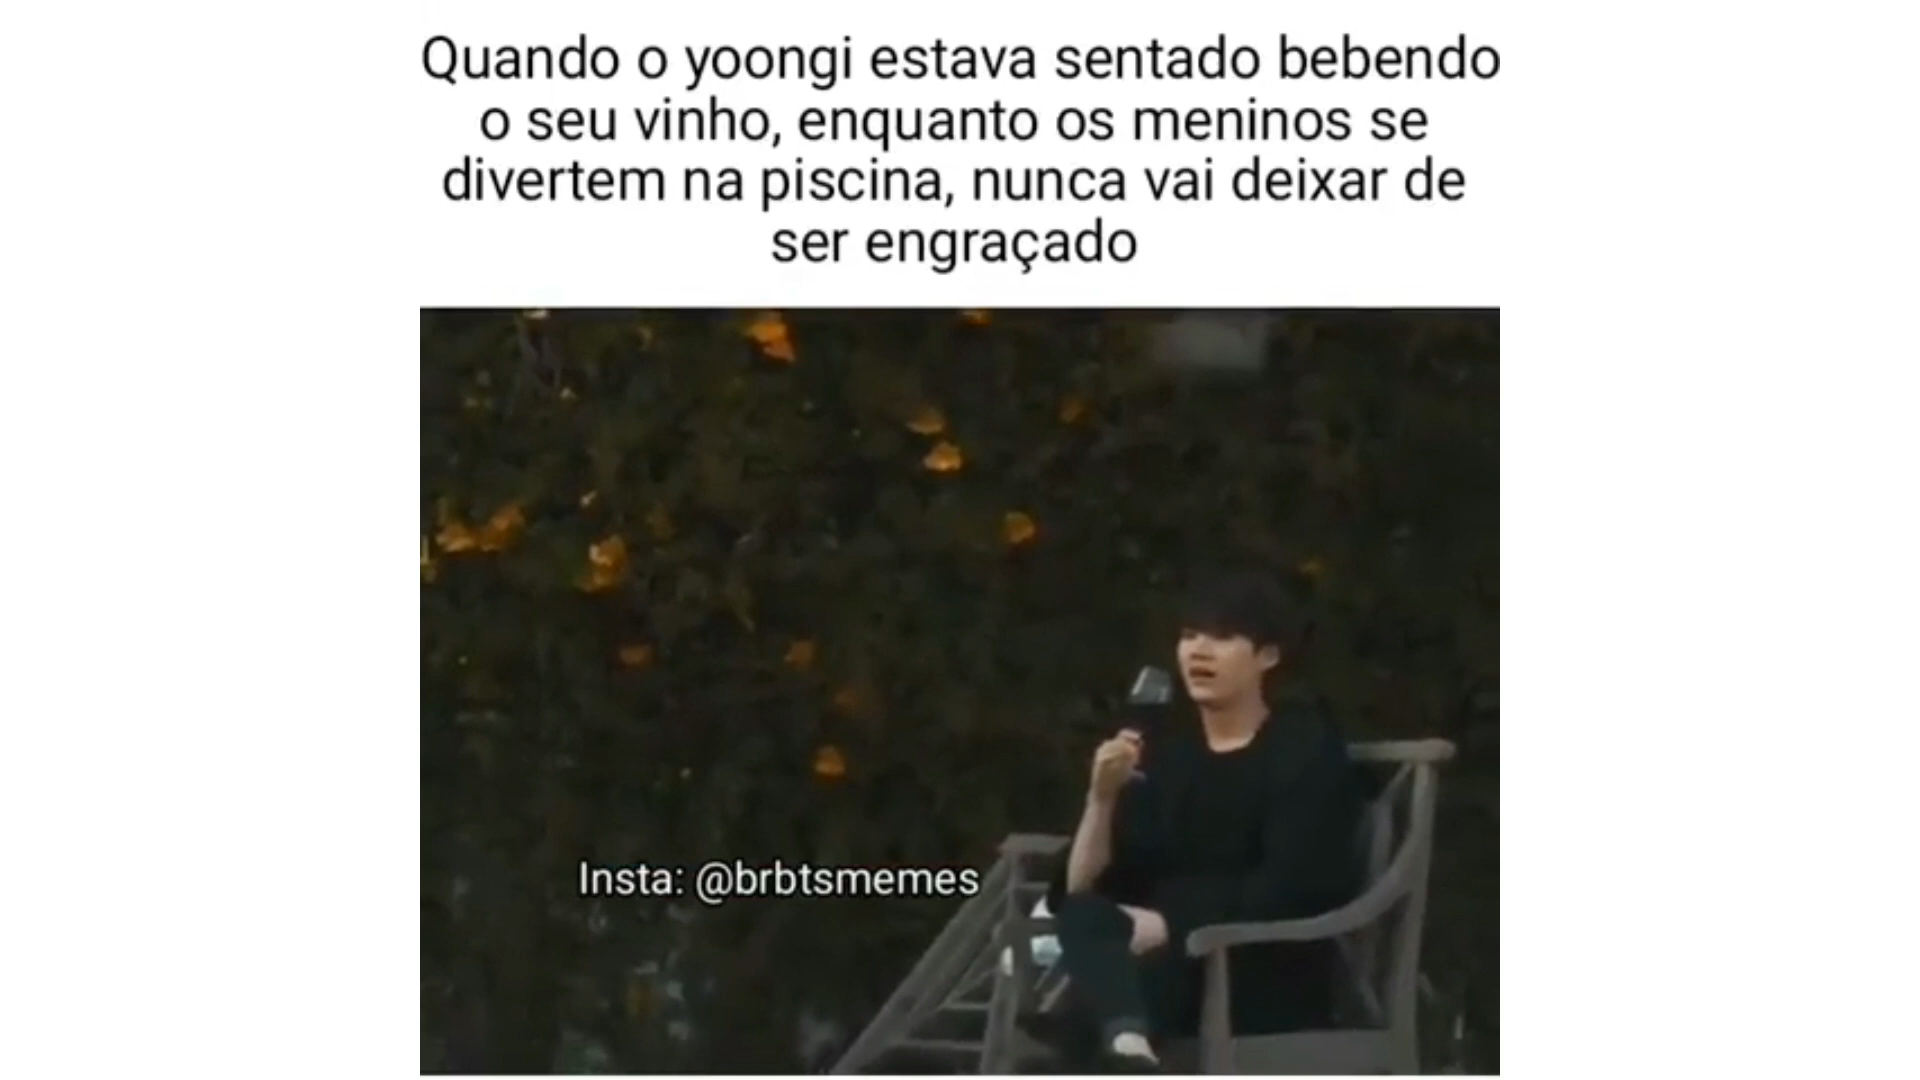 Quando o yoongi estava sentado bebendo
o seu vinho, enquanto os meninos se
divertem na piscina, nunca vai deixar de
ser engraçado
Insta: @brbtsmemes